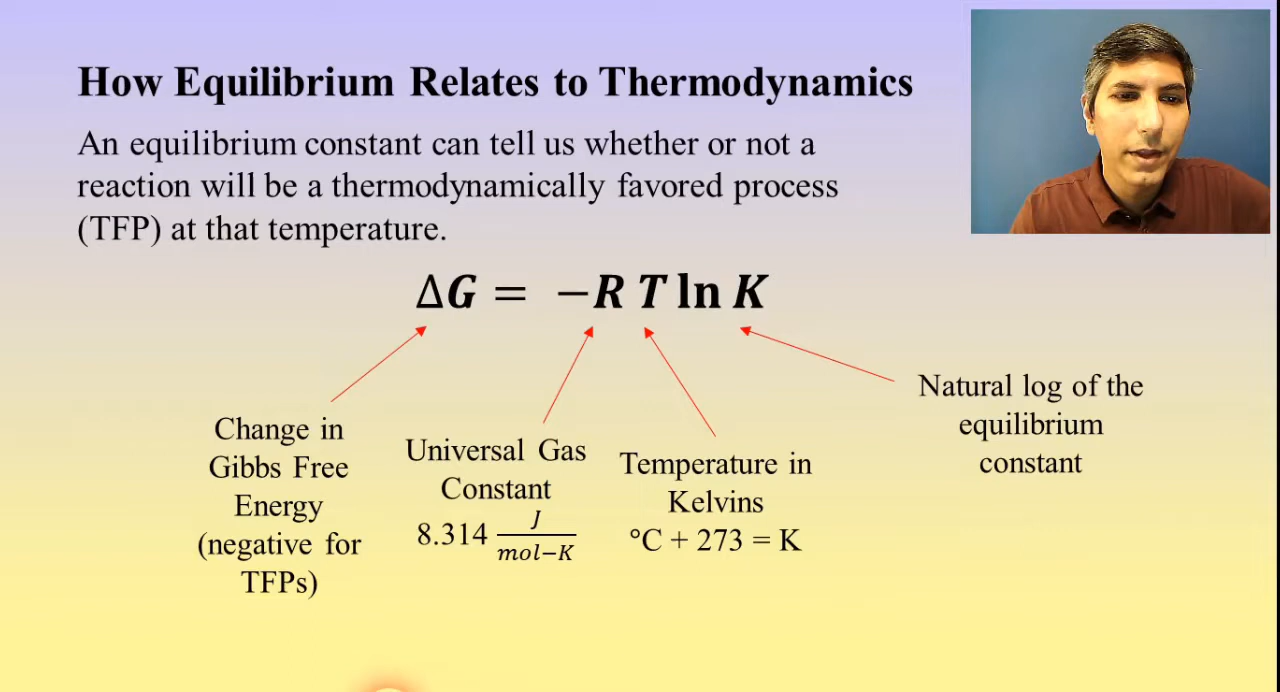 How Equilibrium Relates to Thermodynamics
An equilibrium constant can tell us whether or not a
reaction will be a thermodynamically favored process
(TFP) at that temperature.
ΔG = −R T ln K
Change in
Gibbs Free
Energy
(negative for
TFPs)
Universal Gas
Constant
8.314 J/mol−K
Temperature in
Kelvins
°C + 273 = K
Natural log of the
equilibrium
constant